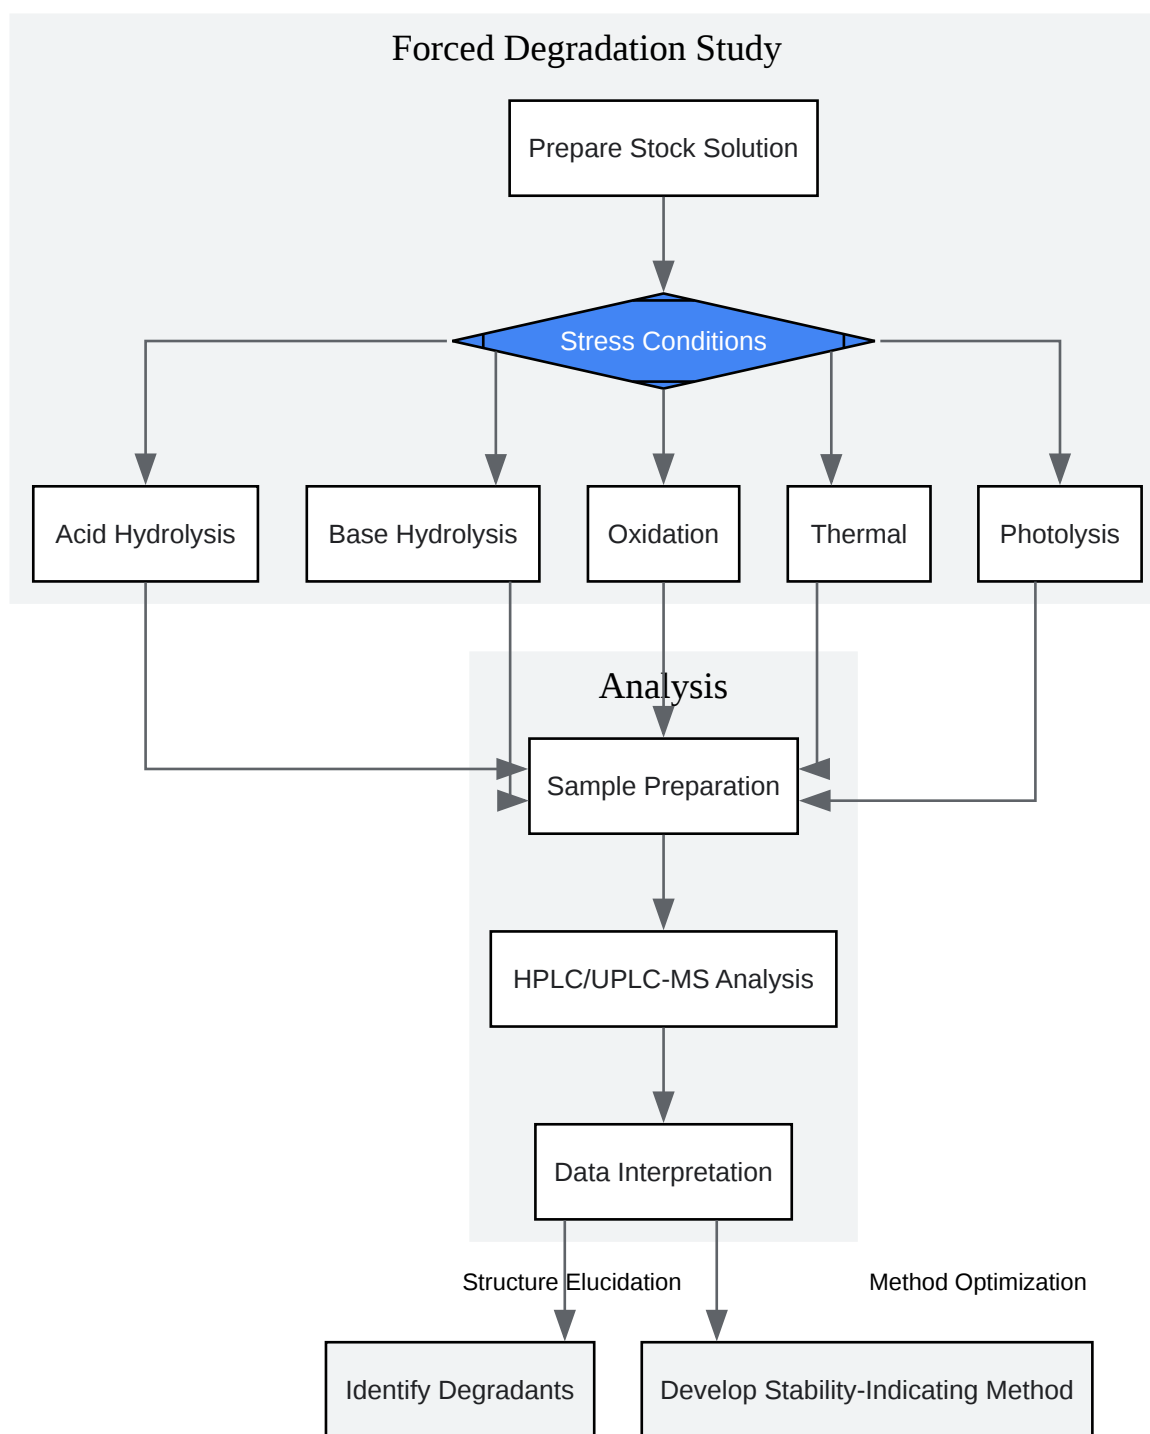 Forced Degradation Study
Prepare Stock Solution
Stress Conditions
Acid Hydrolysis
Base Hydrolysis
Oxidation
Thermal
Photolysis
Analysis
Sample Preparation
HPLC/UPLC-MS Analysis
Data Interpretation
Structure Elucidation
Method Optimization
Identify Degradants
Develop Stability-Indicating Method